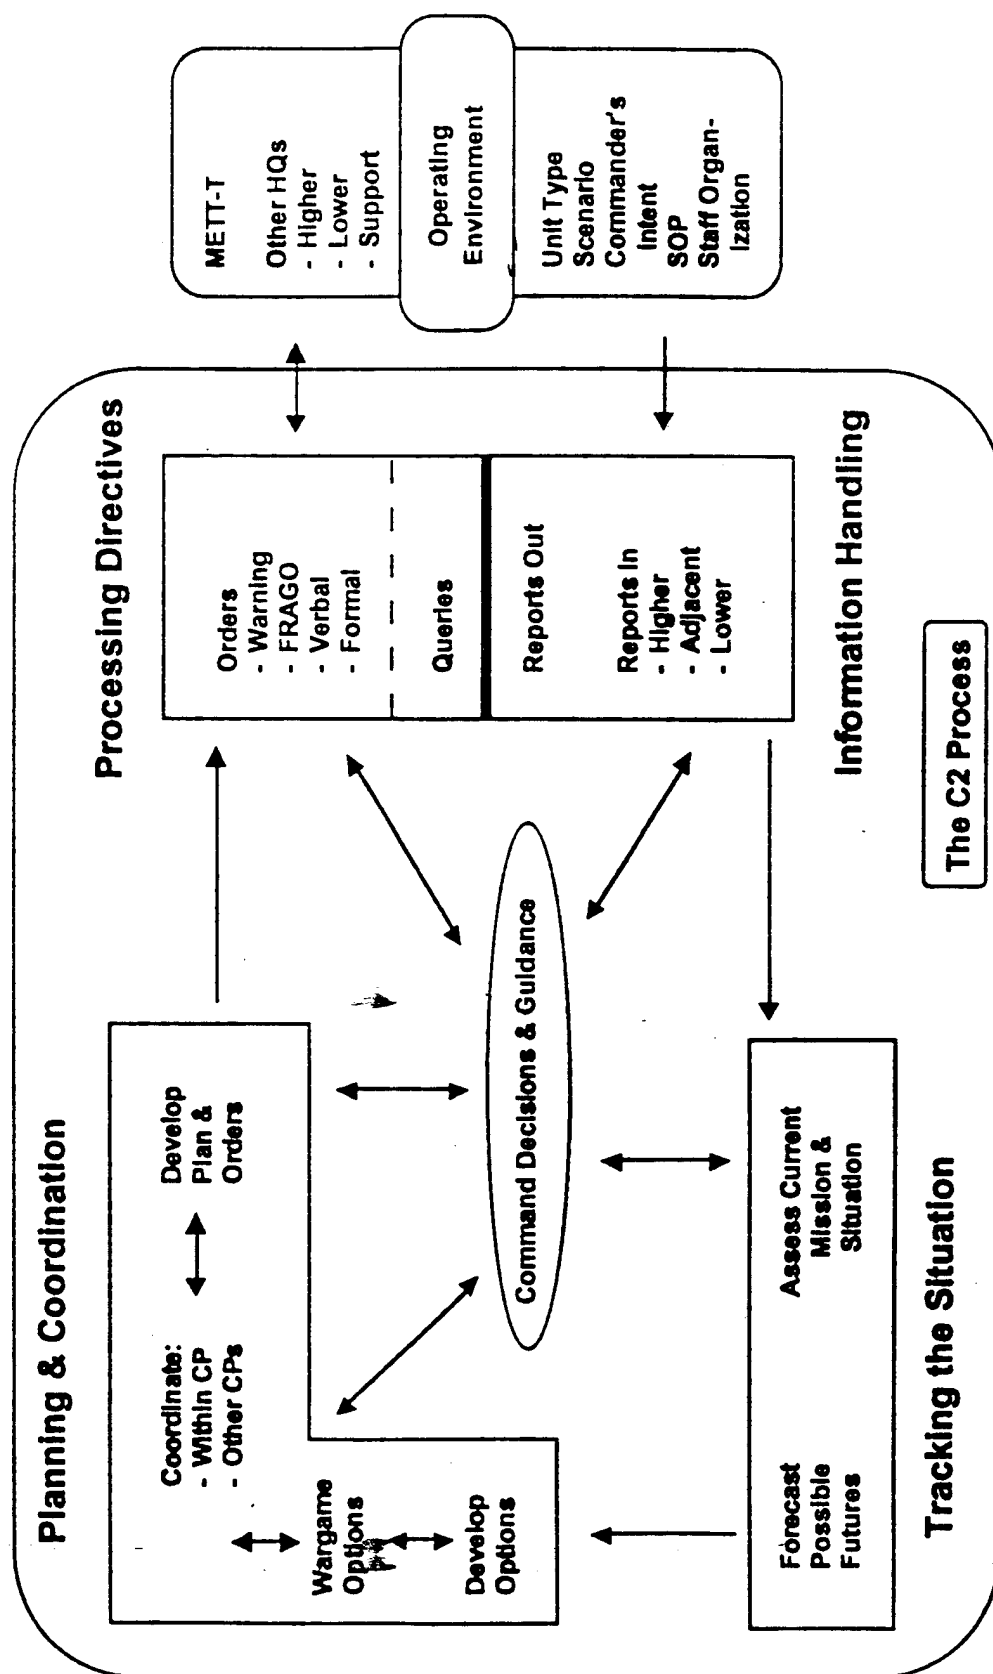 Planning & Coordination
Coordinate:
- Within CP
- Other CPs
Develop
Plan &
Orders
Wargame
Options
Develop
Options
Processing Directives
Orders
- Warning
- FRAGO
- Verbal
- Formal
Queries
Reports Out
Reports In
- Higher
- Adjacent
- Lower
Information Handling
METT-T
Other HQs
- Higher
- Lower
- Support
Operating
Environment
Unit Type
Scenario
Commander's
Intent
SOP
Staff Organ-
ization
Command Decisions & Guidance
Forecast
Possible
Futures
Assess Current
Mission &
Situation
Tracking the Situation
The C2 Process